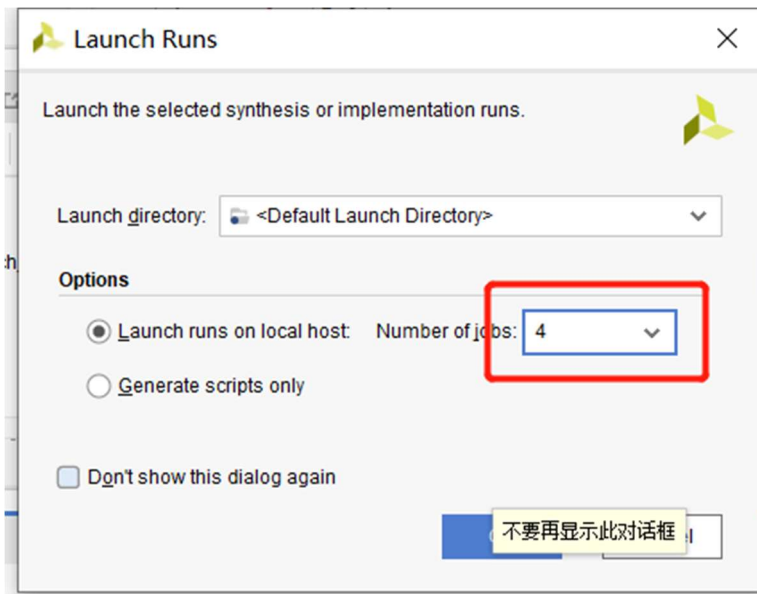 Launch Runs
Launch the selected synthesis or implementation runs.
Launch directory: <Default Launch Directory>
Options
Launch runs on local host: Number of jobs: 4
Generate scripts only
Don't show this dialog again
不要再显示此对话框